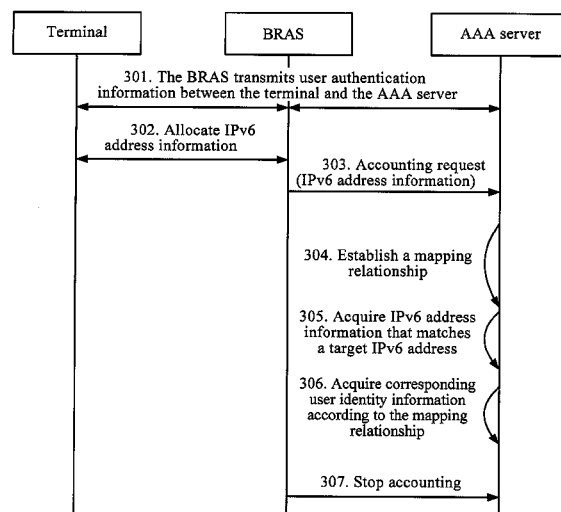 Terminal
BRAS
AAA server
301. The BRAS transmits user authentication
information between the terminal and the AAA server
302. Allocate IPv6
address information
303. Accounting request
(IPv6 address information)
304. Establish a mapping
relationship
305. Acquire IPv6 address
information that matches
a target IPv6 address
306. Acquire corresponding
user identity information
according to the mapping
relationship
307. Stop accounting